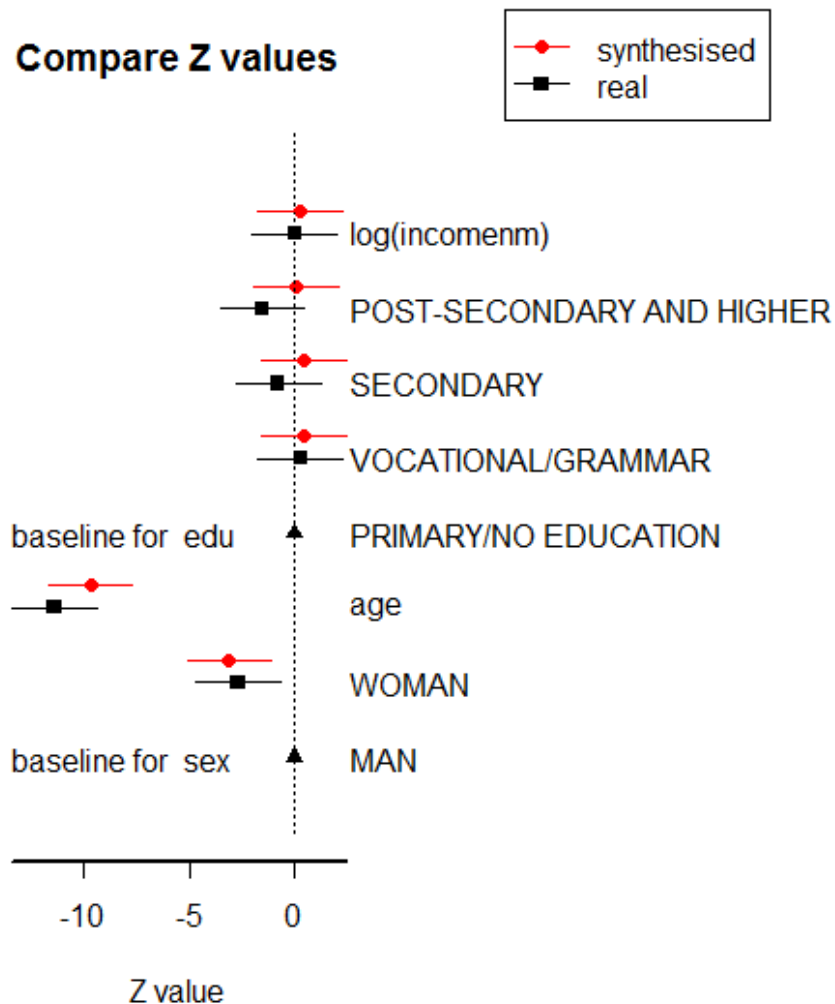 Compare Z values
synthesised
real
log(incomenm)
POST-SECONDARY AND HIGHER
SECONDARY
VOCATIONAL/GRAMMAR
baseline for edu PRIMARY/NO EDUCATION
age
WOMAN
baseline for sex MAN
-10 -5 0
Z value